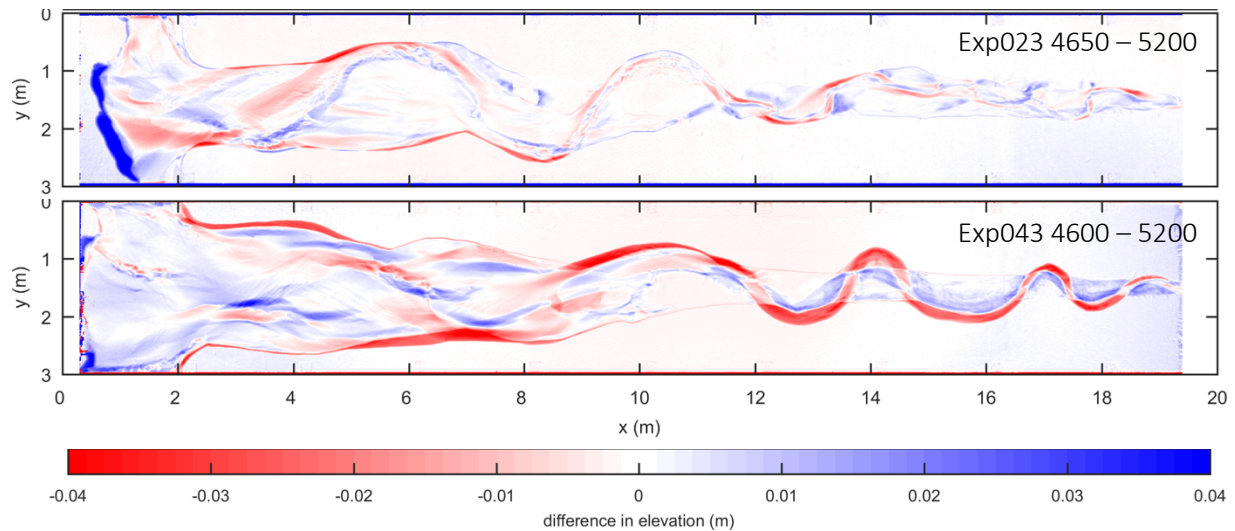 0
Exp023 4650 – 5200
1
y (m)
2
3
0
Exp043 4600 – 5200
1
y (m)
2
3
0 2 4 6 8 10 12 14 16 18 20
x (m)
-0.04 -0.03 -0.02 -0.01 0 0.01 0.02 0.03 0.04
difference in elevation (m)